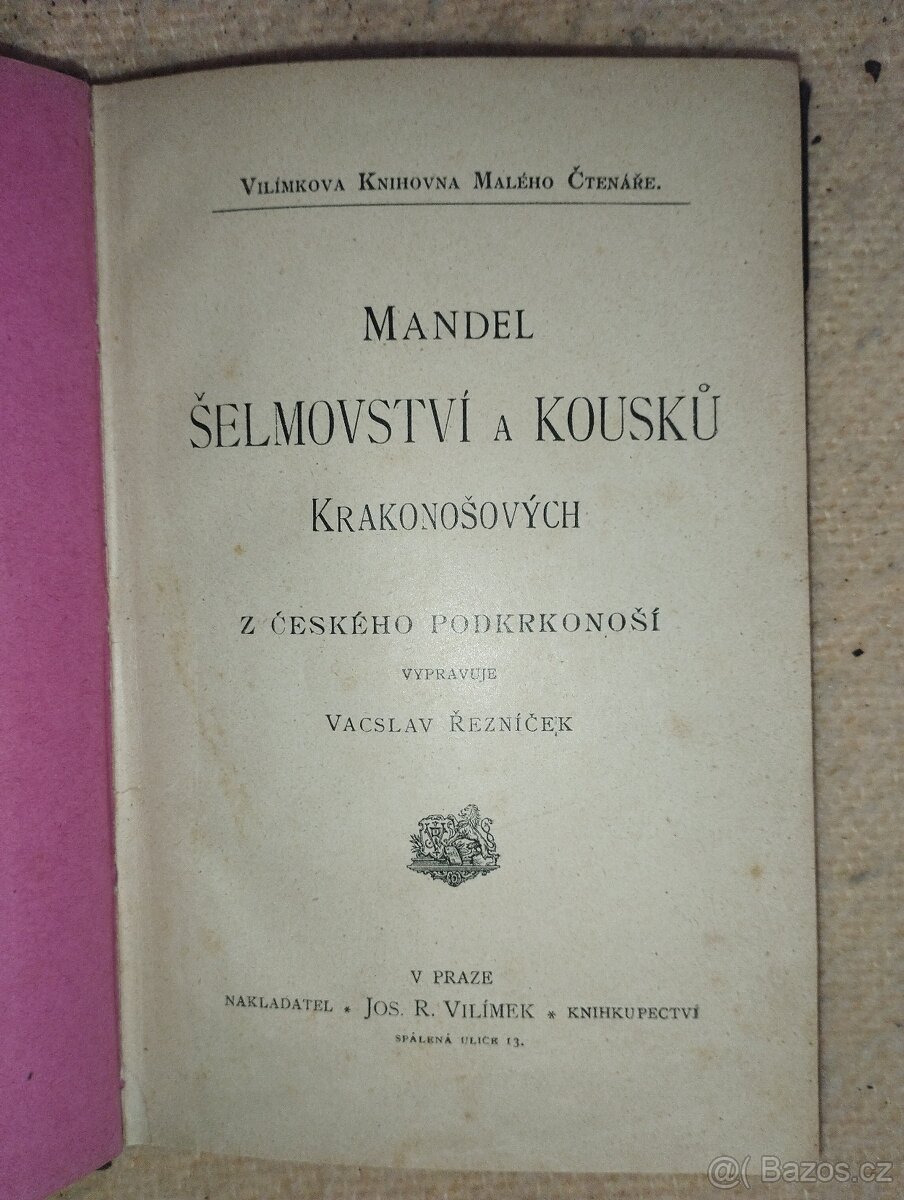 Vilímkova Knihovna Malého Čtenáře.
Mandel
šelmovství a kousků
Krakonošových
z českého Podkrkonoší
vypravuje
Vacslav Řezníček
V PRAZE
NAKLADATEL * JOS. R. VILÍMEK * KNIHKUPECTVÍ
SPÁLENÁ ULICE 13.
@ Bazos.cz